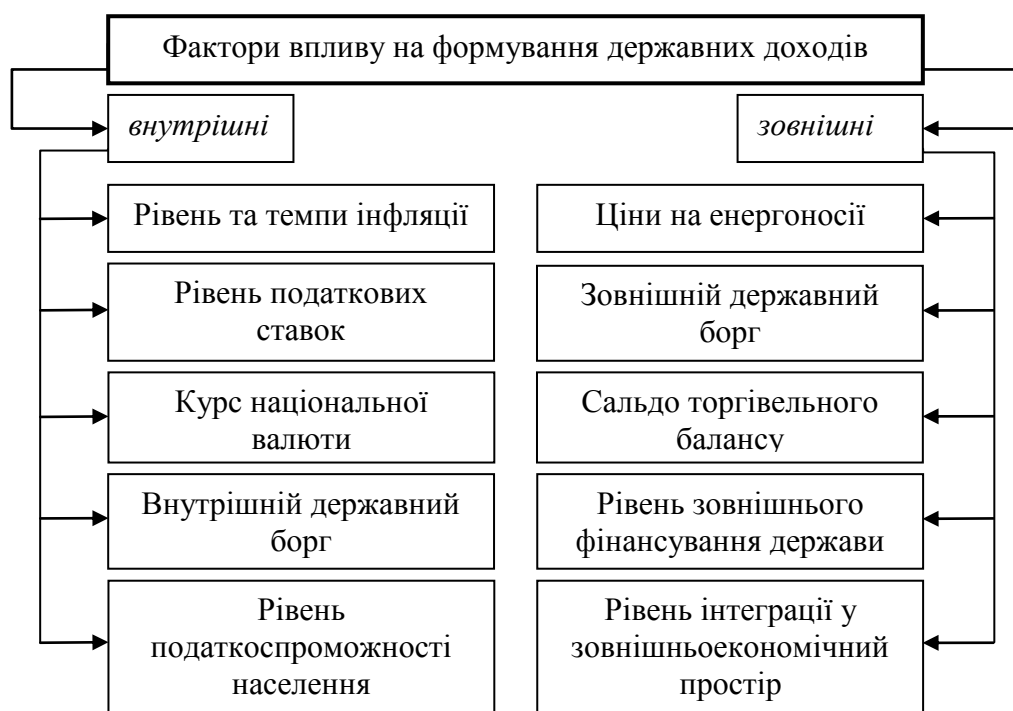 Фактори впливу на формування державних доходів
внутрішні
зовнішні
Рівень та темпи інфляції
Ціни на енергоносії
Рівень податкових
ставок
Зовнішній державний
борг
Курс національної
валюти
Сальдо торгівельного
балансу
Внутрішній державний
борг
Рівень зовнішнього
фінансування держави
Рівень
податкоспроможності
населення
Рівень інтеграції у
зовнішньоекономічний
простір